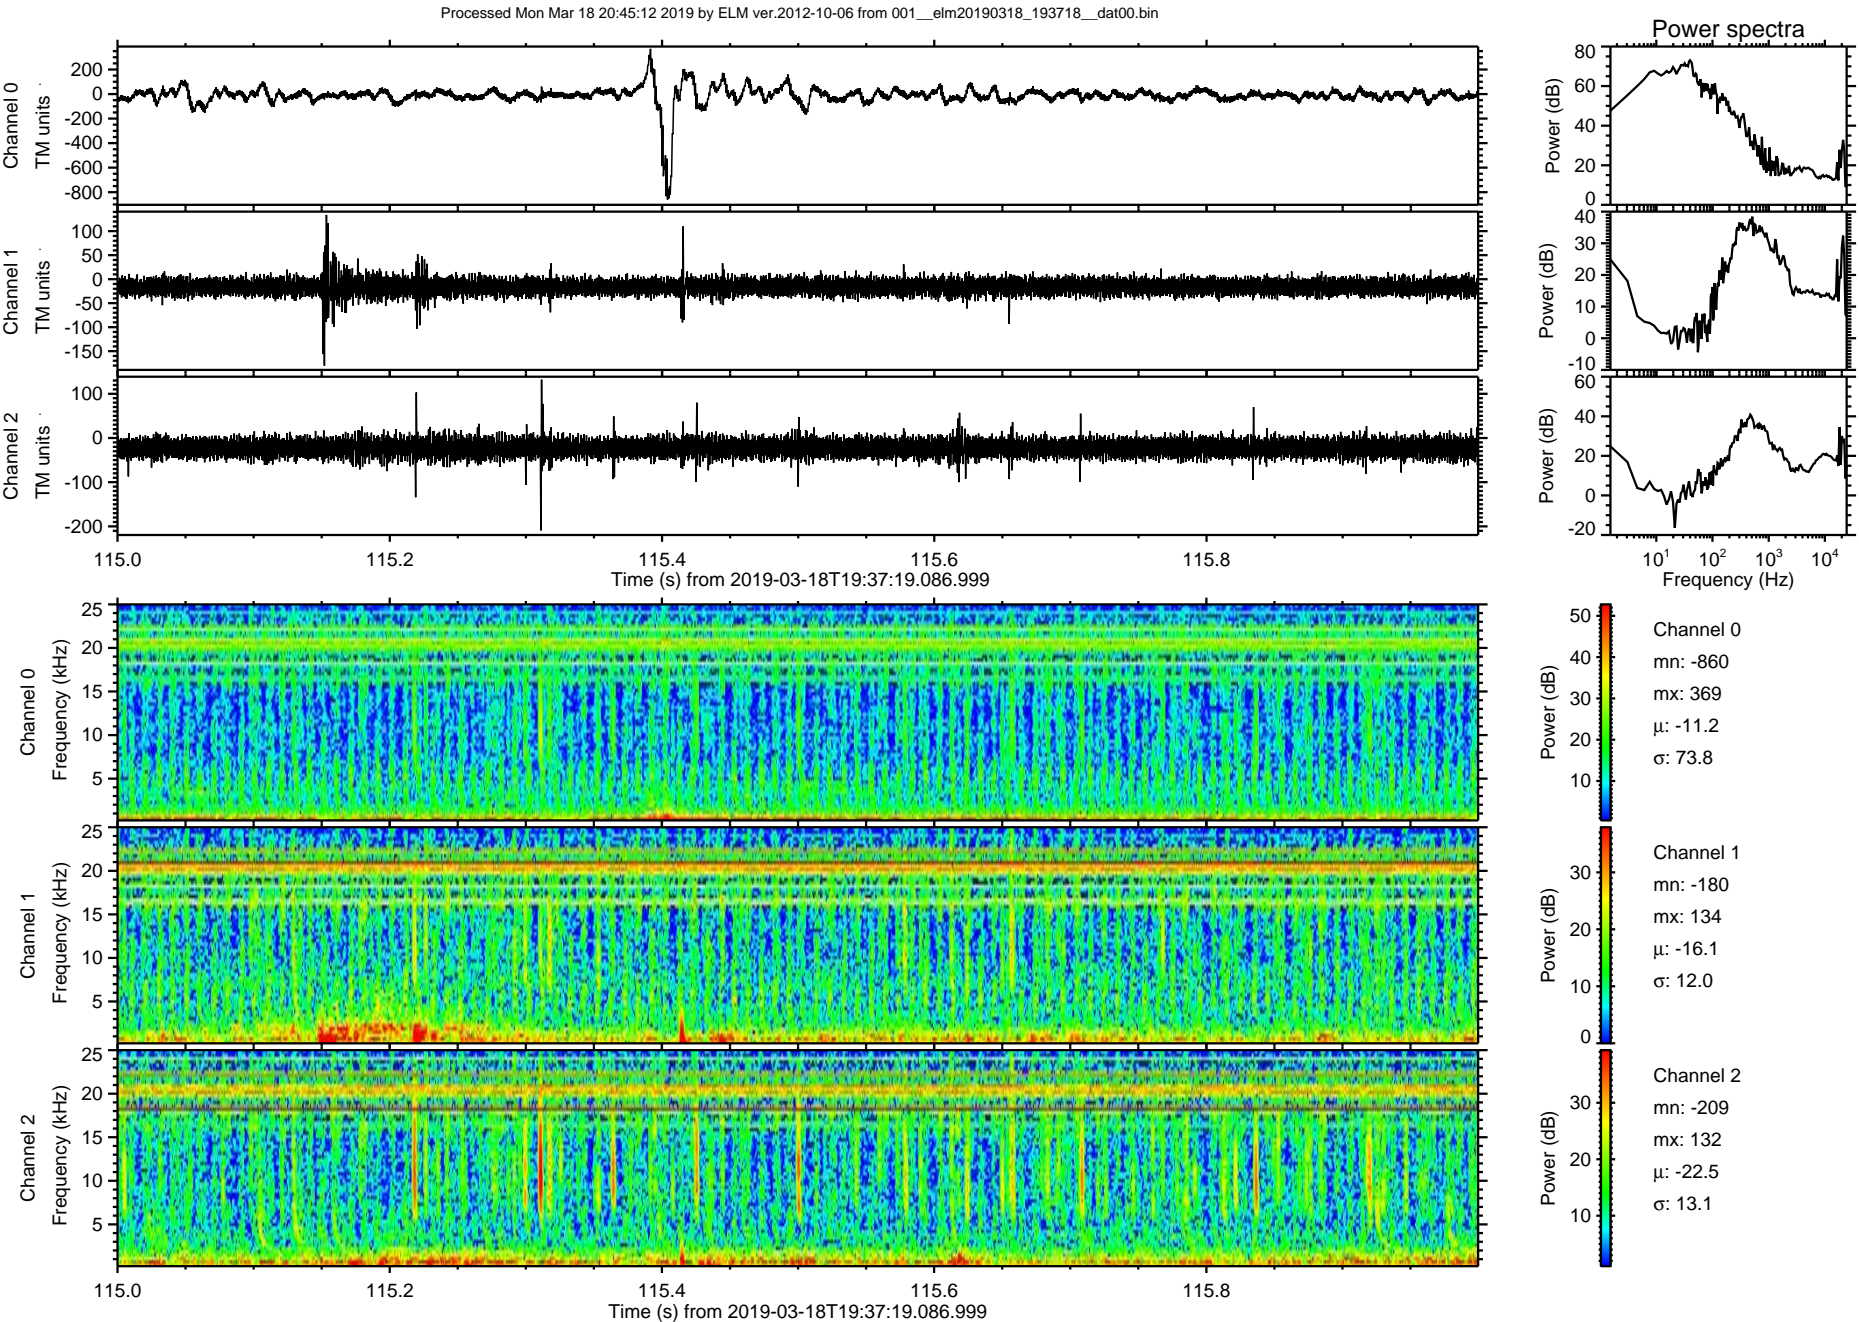 Processed Mon Mar 18 20:45:12 2019 by ELM ver.2012-10-06 from 001__elm20190318_193718__dat00.bin
Power spectra
Channel 0
TM units
200
0
-200
-400
-600
-800
Power (dB)
80
60
40
20
0
Channel 1
TM units
100
50
0
-50
-100
-150
Power (dB)
40
30
20
10
0
-10
Channel 2
TM units
100
0
-100
-200
Power (dB)
60
40
20
0
-20
115.0 115.2 115.4 115.6 115.8
Time (s) from 2019-03-18T19:37:19.086.999
10¹ 10² 10³ 10⁴
Frequency (Hz)
Channel 0
Frequency (kHz)
25
20
15
10
5
Power (dB)
50
40
30
20
10
Channel 0
mn: -860
mx: 369
μ: -11.2
σ: 73.8
Channel 1
Frequency (kHz)
25
20
15
10
5
Power (dB)
30
20
10
0
Channel 1
mn: -180
mx: 134
μ: -16.1
σ: 12.0
Channel 2
Frequency (kHz)
25
20
15
10
5
Power (dB)
30
20
10
Channel 2
mn: -209
mx: 132
μ: -22.5
σ: 13.1
115.0 115.2 115.4 115.6 115.8
Time (s) from 2019-03-18T19:37:19.086.999